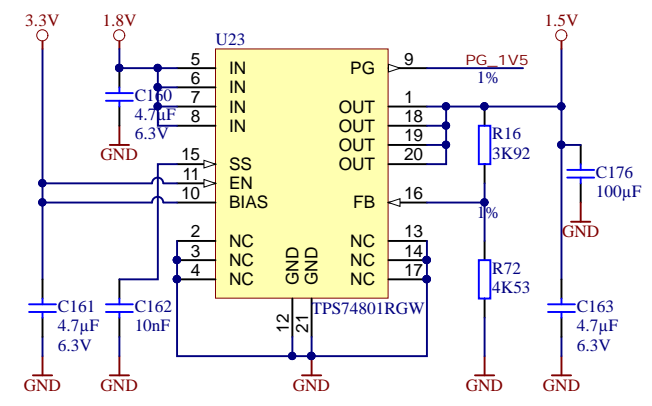 3.3V
1.8V
1.5V
U23
5
IN
PG
9
PG_1V5
6
IN
1%
7
IN
OUT
1
8
IN
OUT
18
OUT
19
OUT
20
C160
4.7µF
6.3V
GND
R16
3K92
15
SS
11
EN
10
BIAS
FB
16
1%
C176
100µF
GND
2
NC
NC
13
3
NC
NC
14
4
NC
NC
17
GND
GND
12
21
TPS74801RGW
R72
4K53
C161
4.7µF
6.3V
C162
10nF
C163
4.7µF
6.3V
GND
GND
GND
GND
GND